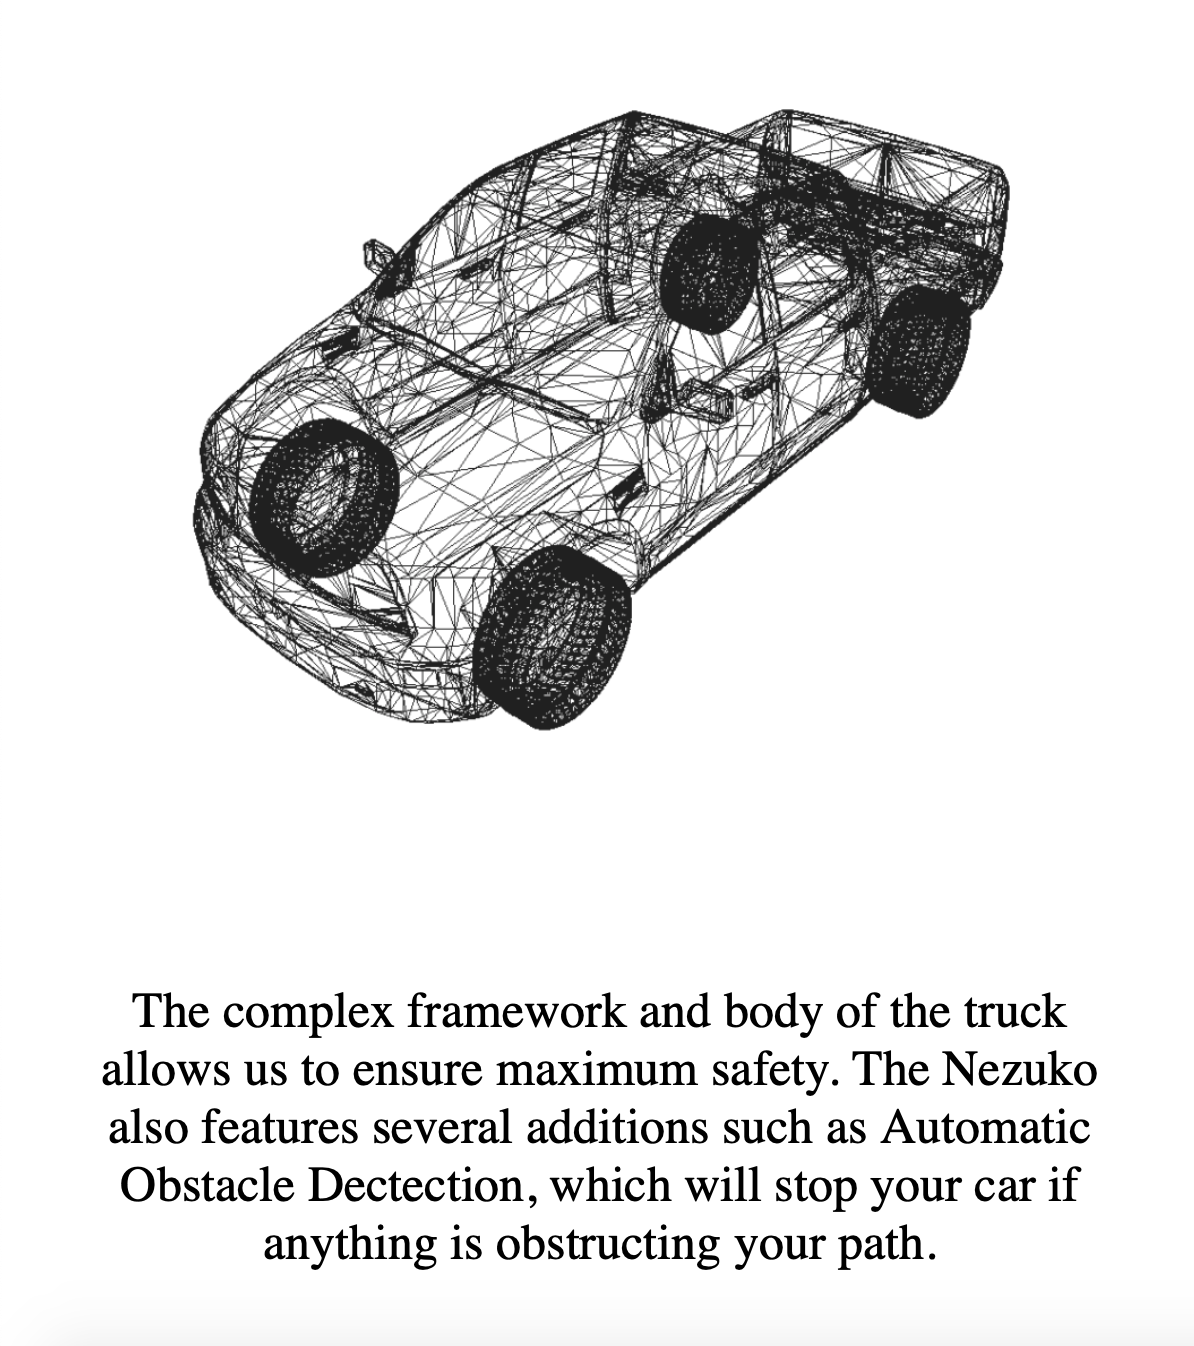 The complex framework and body of the truck
allows us to ensure maximum safety. The Nezuko
also features several additions such as Automatic
Obstacle Dectection, which will stop your car if
anything is obstructing your path.